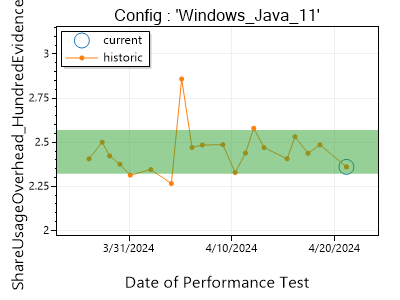 Config : 'Windows_Java_11'
current
historic
ShareUsageOverhead_HundredEvidence
3
2.75
2.5
2.25
2
3/31/2024
4/10/2024
4/20/2024
Date of Performance Test